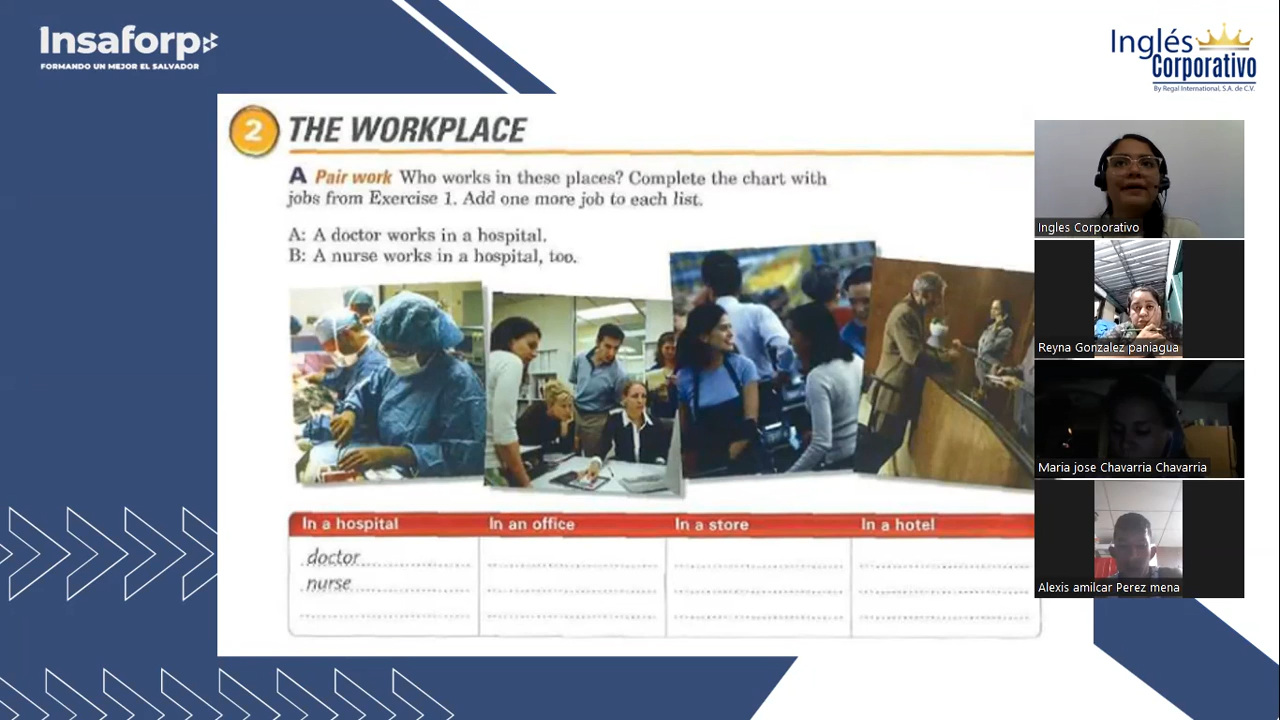 Insaforp
FORMANDO UN MEJOR EL SALVADOR
Inglés
Corporativo
By Regal International, S.A. de C.V.
2 THE WORKPLACE
A Pair work Who works in these places? Complete the chart with
jobs from Exercise 1. Add one more job to each list.
A: A doctor works in a hospital.
B: A nurse works in a hospital, too.
In a hospital In an office In a store In a hotel
doctor
nurse
Ingles Corporativo
Reyna Gonzalez paniagua
Maria jose Chavarria Chavarria
Alexis amilcar Perez mena